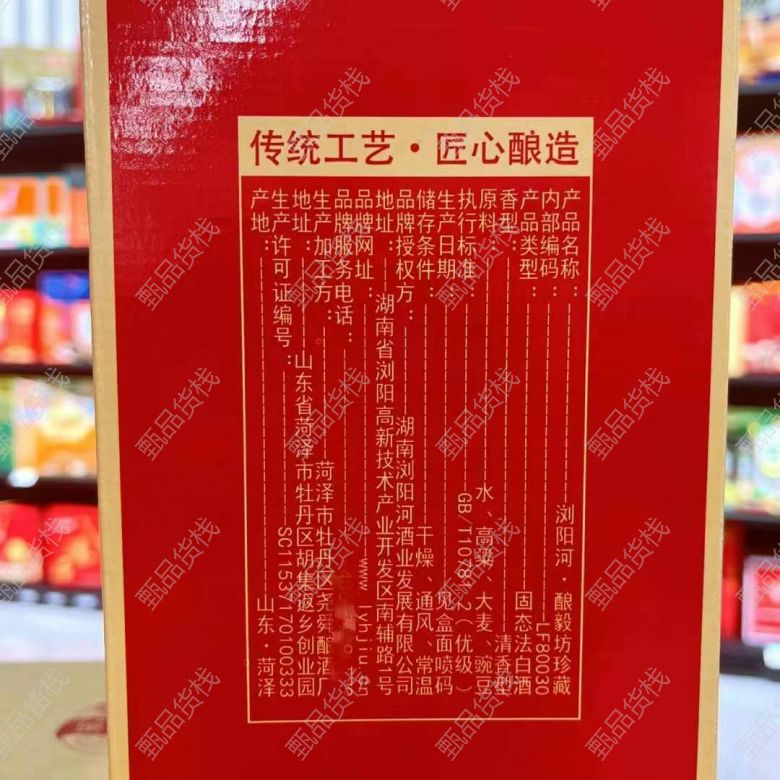 传统工艺·匠心酿造
产品名称：浏阳河·酿毅坊珍藏
内部编码：LF80030
产品类型：固态法白酒
香型：清香型
原料：水、高粱、大麦、豌豆
执行标准：GB/T10781.2（优级）
生产日期：见盒面喷码
储存条件：干燥、通风、常温
品牌授权方：湖南浏阳河酒业发展有限公司
地址：湖南省浏阳高新技术产业开发区南辅路一号
品牌网址：www.lyhjiu.cn
品牌服务电话：
生产加工方：菏泽市牡丹区尧舜酿酒厂
地址：山东省菏泽市牡丹区胡集返乡创业园
生产许可证编号：SC11537170100333
产地：山东·菏泽
甄品货栈